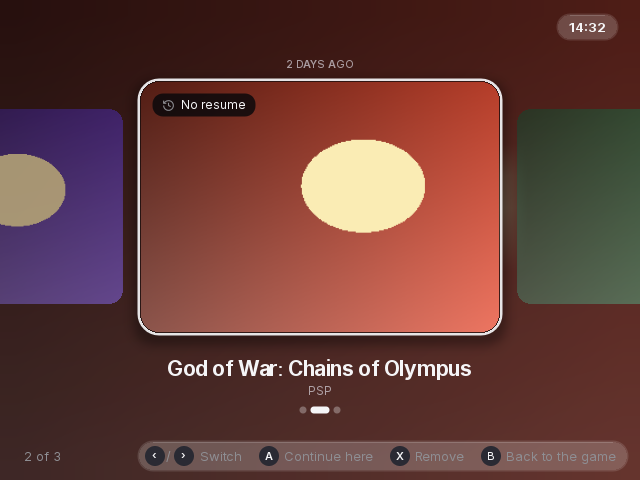 14:32
2 DAYS AGO
No resume
God of War: Chains of Olympus
PSP
2 of 3
‹ / › Switch A Continue here X Remove B Back to the game